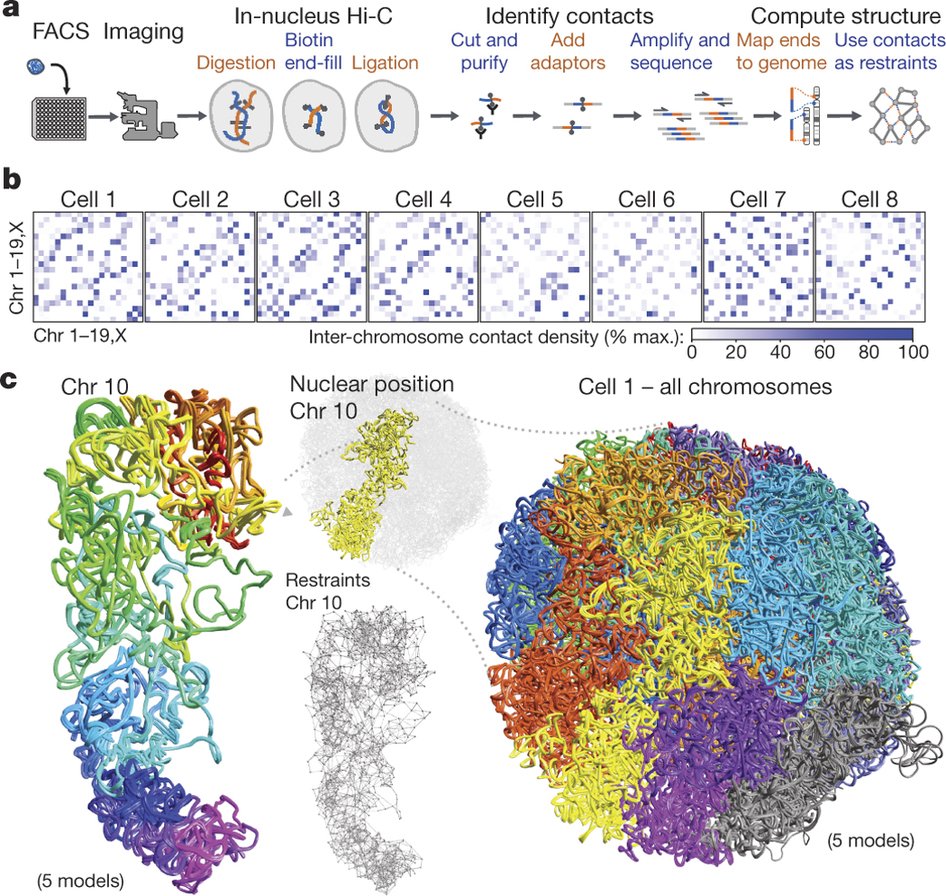 a
FACS
Imaging
In-nucleus Hi-C
Digestion
Biotin
end-fill
Ligation
Identify contacts
Cut and
purify
Add
adaptors
Amplify and
sequence
Compute structure
Map ends
to genome
Use contacts
as restraints
b
Cell 1
Cell 2
Cell 3
Cell 4
Cell 5
Cell 6
Cell 7
Cell 8
Chr 1–19,X
Chr 1–19,X
Inter-chromosome contact density (% max.):
0 20 40 60 80 100
c
Chr 10
(5 models)
Nuclear position
Chr 10
Restraints
Chr 10
Cell 1 – all chromosomes
(5 models)